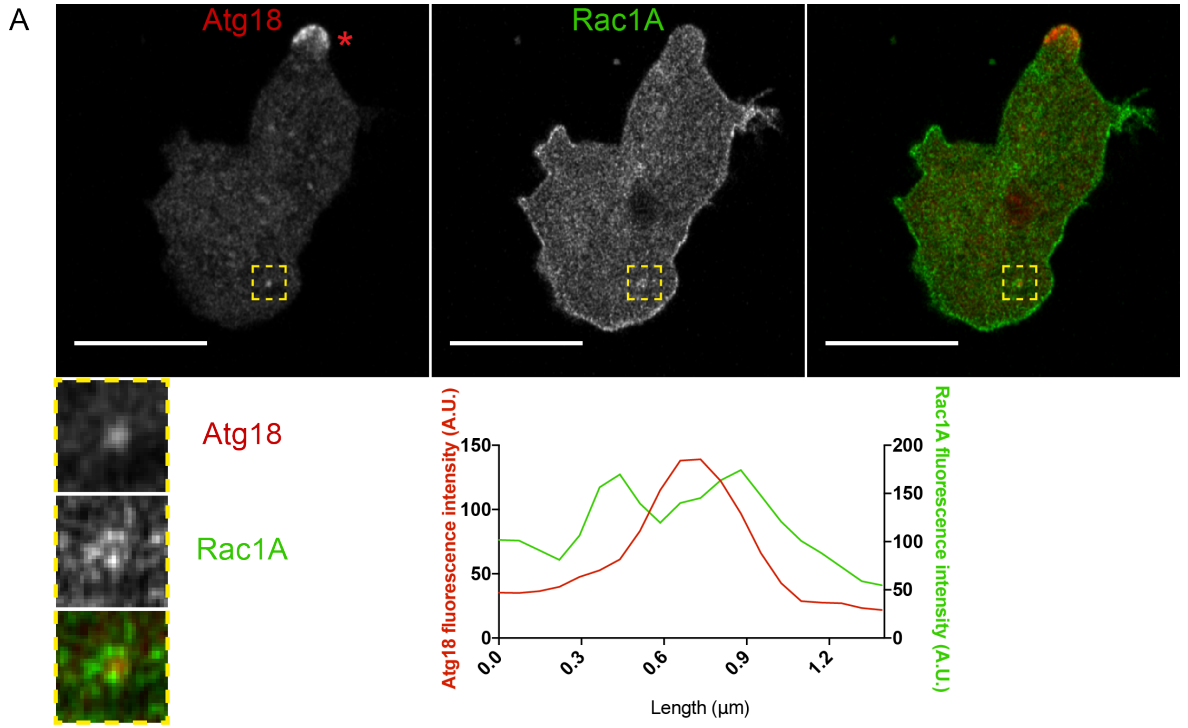 A
Atg18
*
Rac1A
Atg18
Rac1A
Atg18 fluorescence intensity (A.U.)
150
100
50
0
0.0
0.3
0.6
0.9
1.2
Length (µm)
200
150
100
50
0
Rac1A fluorescence intensity (A.U.)